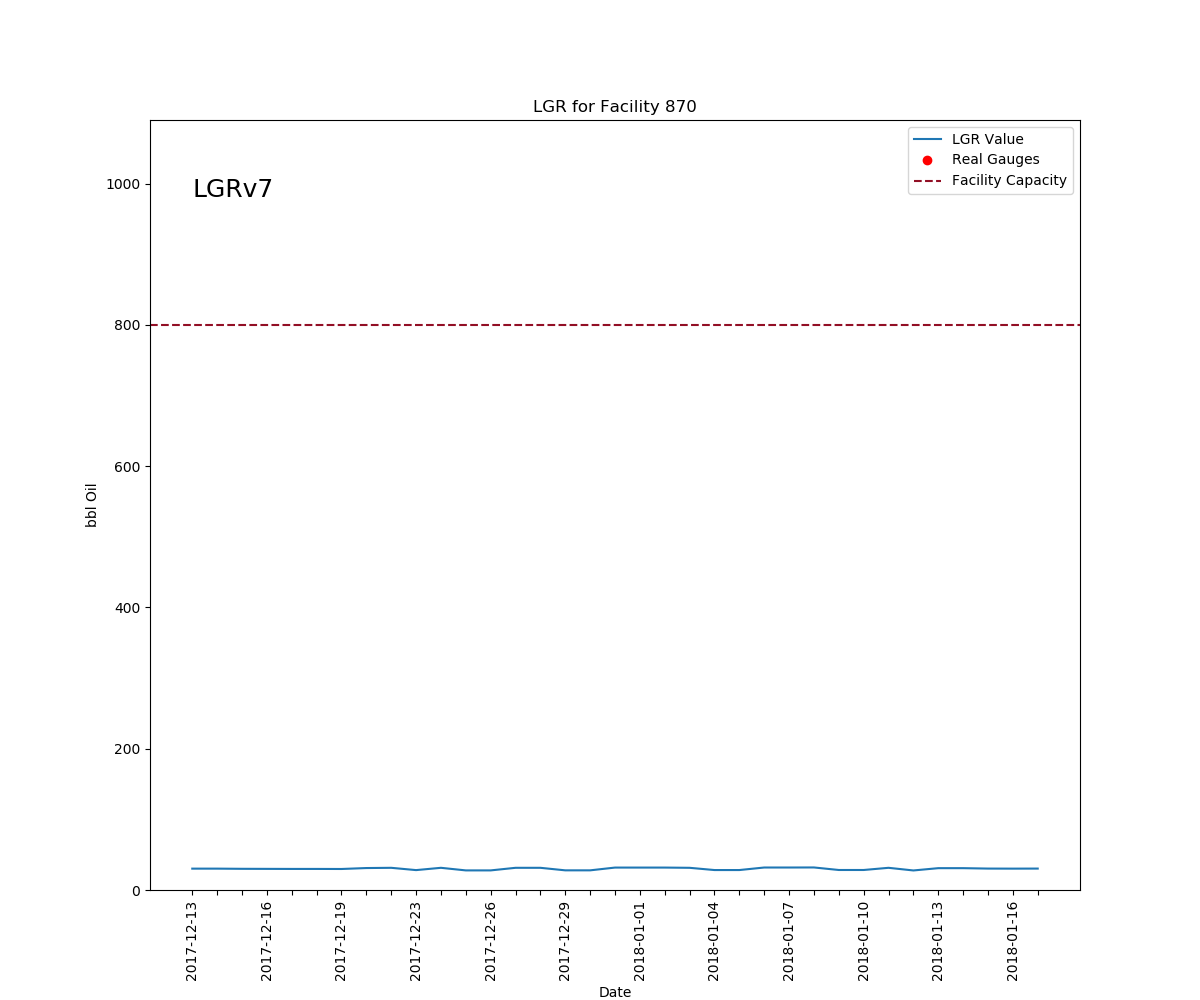 LGR for Facility 870
LGR Value
Real Gauges
Facility Capacity
LGRv7
1000
800
600
400
200
0
bbl Oil
2017-12-13
2017-12-16
2017-12-19
2017-12-23
2017-12-26
2017-12-29
2018-01-01
2018-01-04
2018-01-07
2018-01-10
2018-01-13
2018-01-16
Date